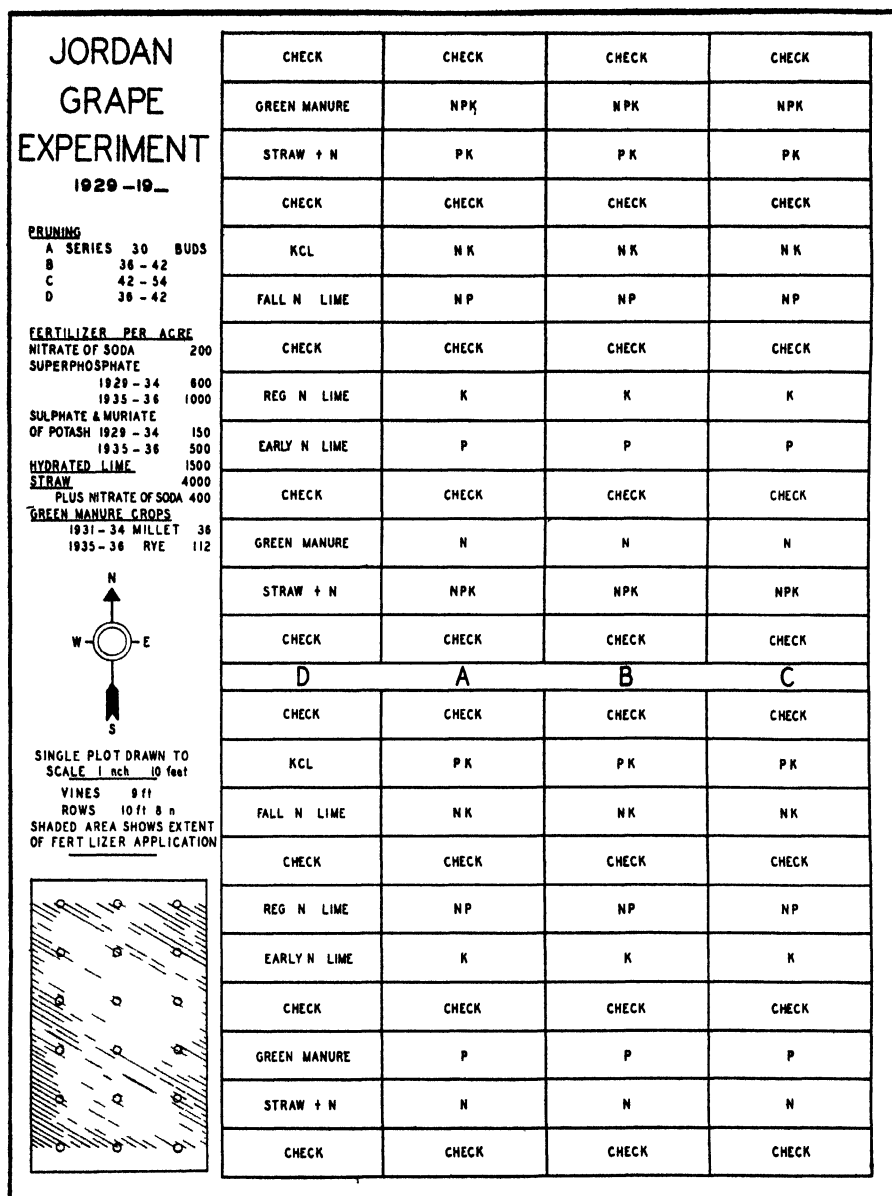 JORDAN
GRAPE
EXPERIMENT
1929 -19__
PRUNING
A SERIES 30 BUDS
B 36 - 42
C 42 - 54
D 36 - 42
FERTILIZER PER ACRE
NITRATE OF SODA 200
SUPERPHOSPHATE
1929 - 34 600
1935 - 36 1000
SULPHATE & MURIATE
OF POTASH 1929 - 34 150
1935 - 36 500
HYDRATED LIME 1500
STRAW 4000
PLUS NITRATE OF SODA 400
GREEN MANURE CROPS
1931 - 34 MILLET 36
1935 - 36 RYE 112
N
W E
S
SINGLE PLOT DRAWN TO
SCALE 1 nch 10 feet
VINES 9 ft
ROWS 10 ft 8 n
SHADED AREA SHOWS EXTENT
OF FERT LIZER APPLICATION
CHECK CHECK CHECK CHECK
GREEN MANURE NPK NPK NPK
STRAW + N PK PK PK
CHECK CHECK CHECK CHECK
KCL NK NK NK
FALL N LIME NP NP NP
CHECK CHECK CHECK CHECK
REG N LIME K K K
EARLY N LIME P P P
CHECK CHECK CHECK CHECK
GREEN MANURE N N N
STRAW + N NPK NPK NPK
CHECK CHECK CHECK CHECK
D A B C
CHECK CHECK CHECK CHECK
KCL PK PK PK
FALL N LIME NK NK NK
CHECK CHECK CHECK CHECK
REG N LIME NP NP NP
EARLY N LIME K K K
CHECK CHECK CHECK CHECK
GREEN MANURE P P P
STRAW + N N N N
CHECK CHECK CHECK CHECK